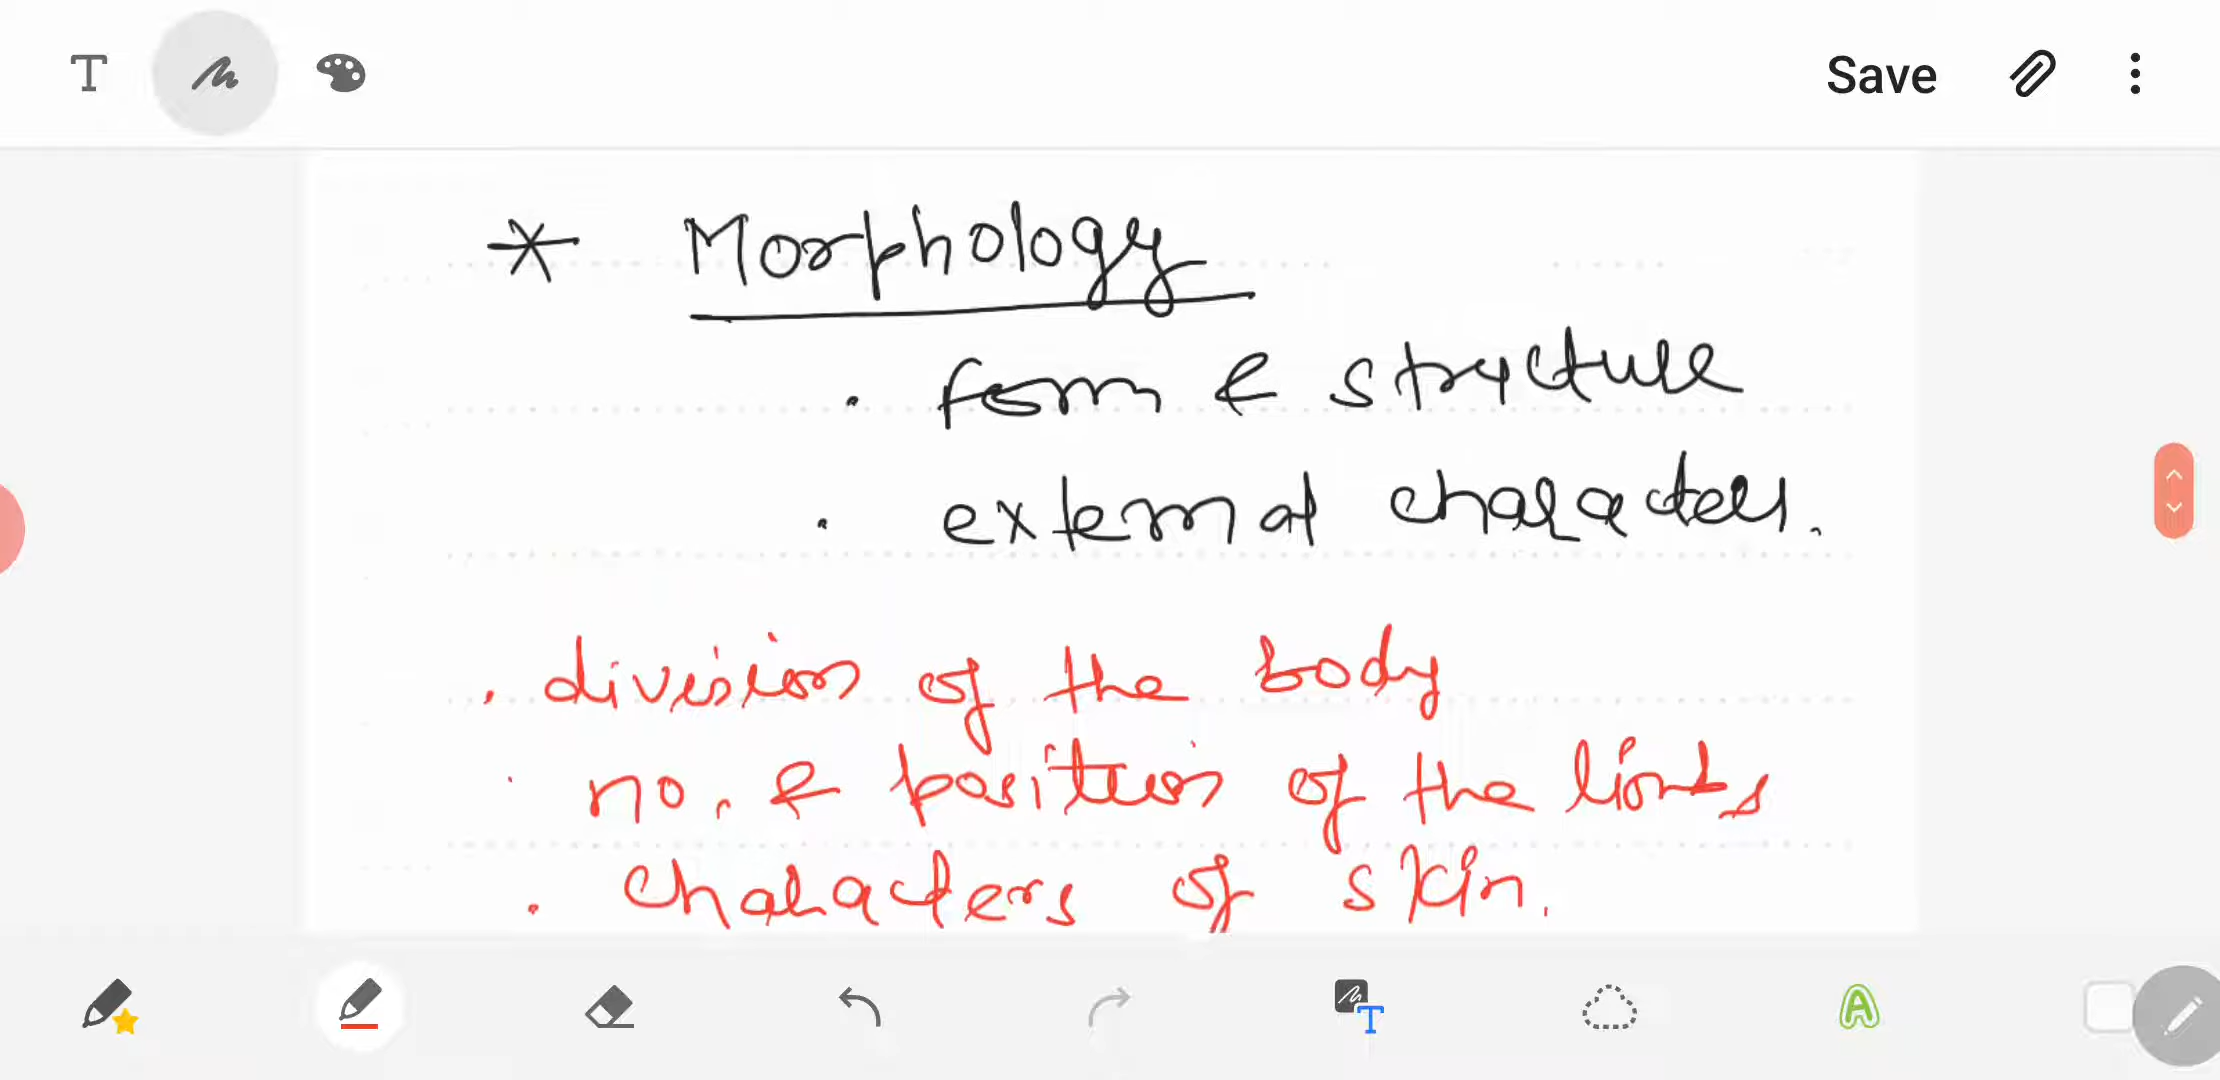 Save
* Morphology
. form & structure
. external characters.
. division of the body
. no. & position of the limbs
. characters of skin.